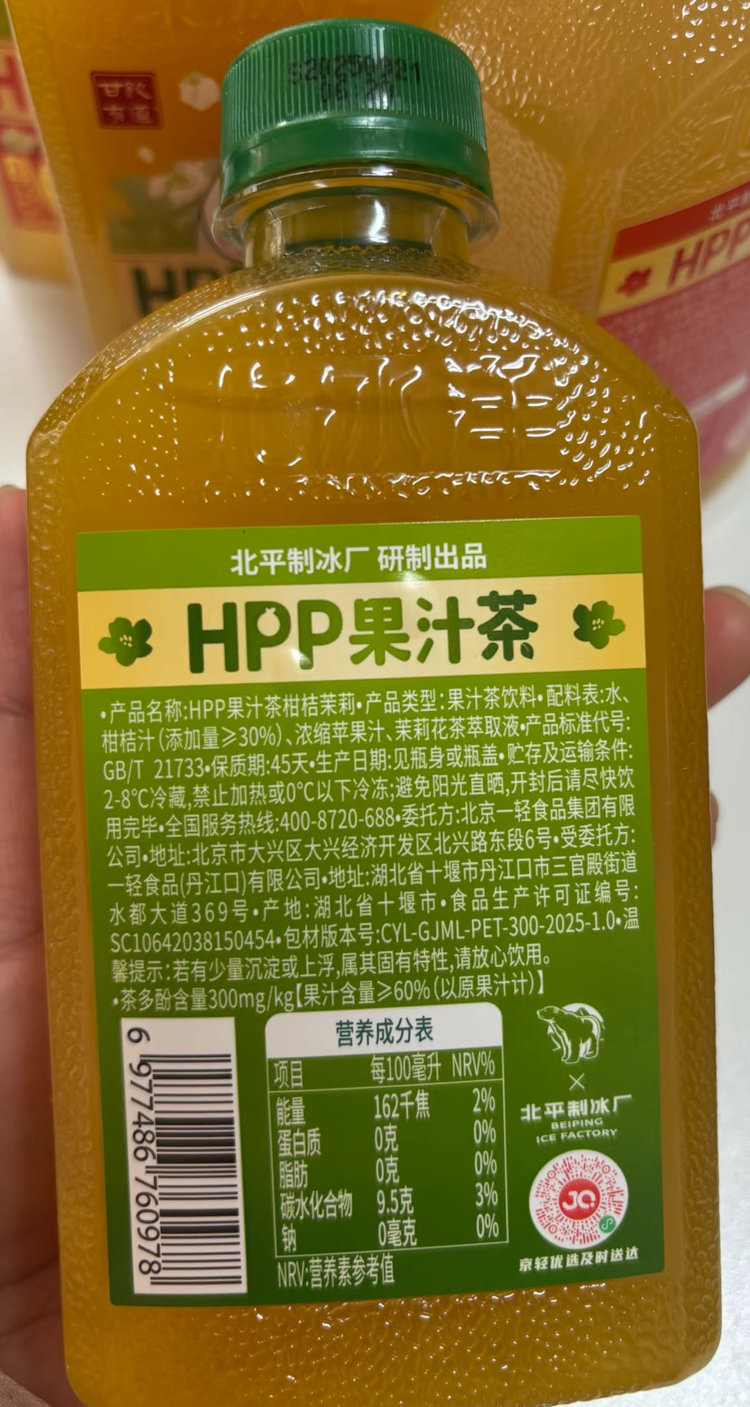 甘汁
S20250921
06:20
HPP
北平制冰厂 研制出品
HPP果汁茶
•产品名称:HPP果汁茶柑桔茉莉•产品类型:果汁茶饮料•配料表:水、
柑桔汁(添加量≥30%)、浓缩苹果汁、茉莉花茶萃取液•产品标准代号:
GB/T 21733•保质期:45天•生产日期:见瓶身或瓶盖•贮存及运输条件:
2-8℃冷藏,禁止加热或0℃以下冷冻;避免阳光直晒,开封后请尽快饮
用完毕•全国服务热线:400-8720-688•委托方:北京一轻食品集团有限
公司•地址:北京市大兴区大兴经济开发区北兴路东段6号•受委托方:
一轻食品(丹江口)有限公司•地址:湖北省十堰市丹江口市三官殿街道
水都大道369号•产地:湖北省十堰市•食品生产许可证编号:
SC10642038150454•包材版本号:CYL-GJML-PET-300-2025-1.0•温
馨提示:若有少量沉淀或上浮,属其固有特性,请放心饮用。
•茶多酚含量300mg/kg【果汁含量≥60%(以原果汁计)】
营养成分表
项目 每100毫升 NRV%
能量 162千焦 2%
蛋白质 0克 0%
脂肪 0克 0%
碳水化合物 9.5克 3%
钠 0毫克 0%
NRV:营养素参考值
6 977486 760978
×
北平制冰厂
BEIPING
ICE FACTORY
JQ
京轻优选及时送达